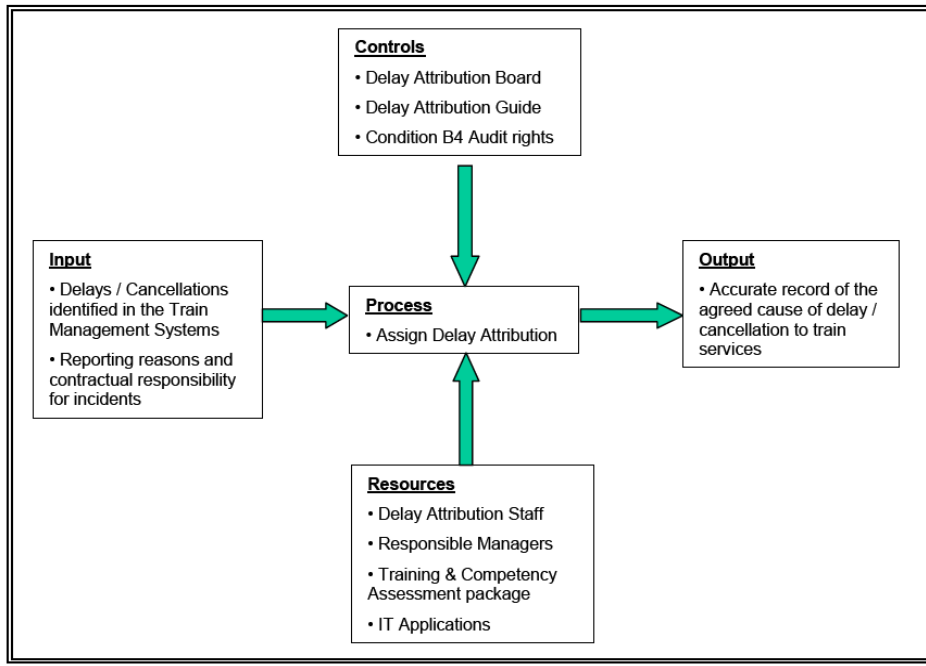 Controls
• Delay Attribution Board
• Delay Attribution Guide
• Condition B4 Audit rights
Input
• Delays / Cancellations
identified in the Train
Management Systems
• Reporting reasons and
contractual responsibility
for incidents
Process
• Assign Delay Attribution
Output
• Accurate record of the
agreed cause of delay /
cancellation to train
services
Resources
• Delay Attribution Staff
• Responsible Managers
• Training & Competency
Assessment package
• IT Applications